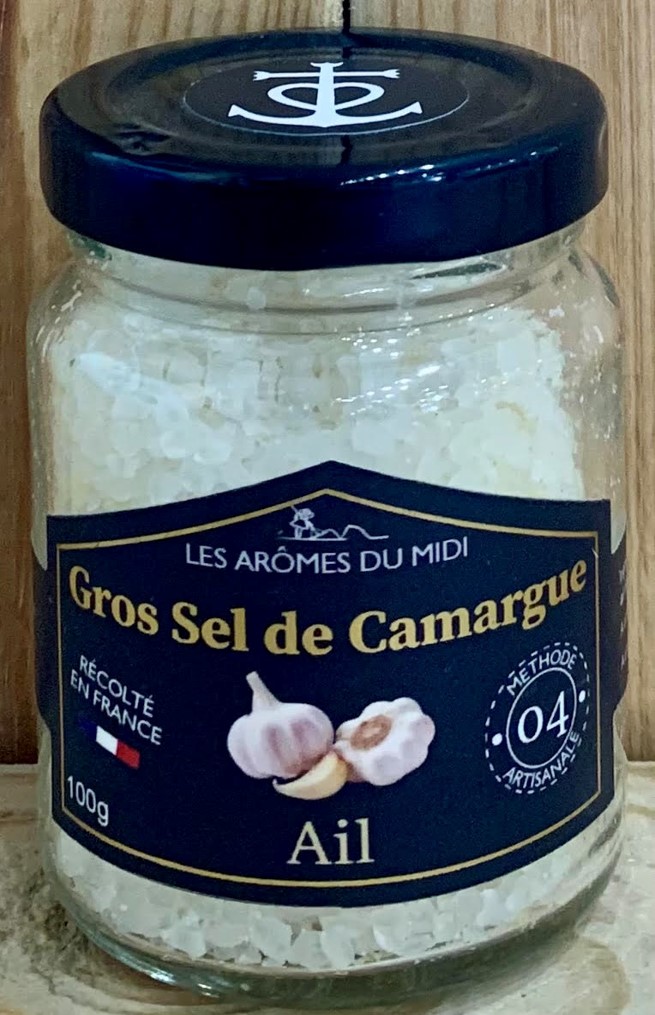 LES ARÔMES DU MIDI
Gros Sel de Camargue
RÉCOLTÉ
EN FRANCE
MÉTHODE
04
ARTISANALE
100g
Ail